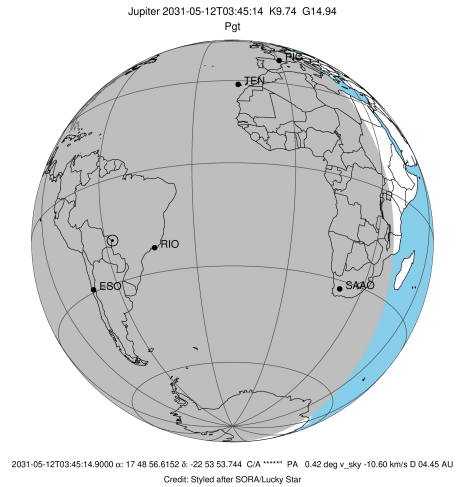 Jupiter 2031-05-12T03:45:14 K9.74 G14.94
Pgt
PIC
TEN
RIO
ESO
SAAO
2031-05-12T03:45:14.9000 α: 17 48 56.6152 δ: -22 53 53.744 C/A *****" PA 0.42 deg v_sky -10.60 km/s D 04.45 AU
Credit: Styled after SORA/Lucky Star